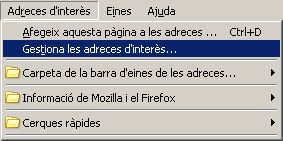 Adreces d'interès Eines Ajuda
Afegeix aquesta pàgina a les adreces ... Ctrl+D
Gestiona les adreces d'interès...
Carpeta de la barra d'eines de les adreces...
Informació de Mozilla i el Firefox
Cerques ràpides